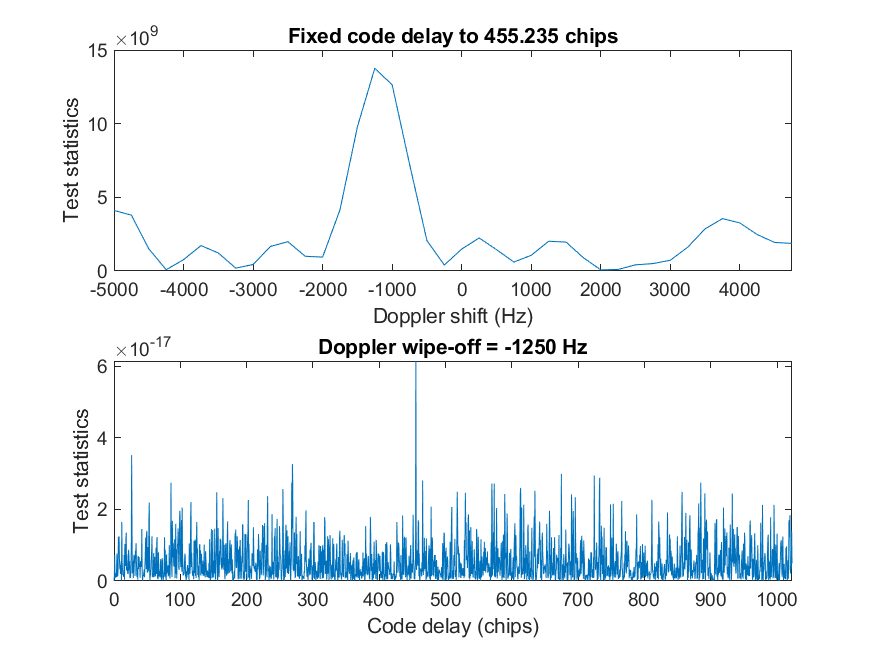 Fixed code delay to 455.235 chips
×10^9
15
10
5
0
Test statistics
-5000 -4000 -3000 -2000 -1000 0 1000 2000 3000 4000
Doppler shift (Hz)
Doppler wipe-off = -1250 Hz
×10^-17
6
4
2
0
Test statistics
0 100 200 300 400 500 600 700 800 900 1000
Code delay (chips)